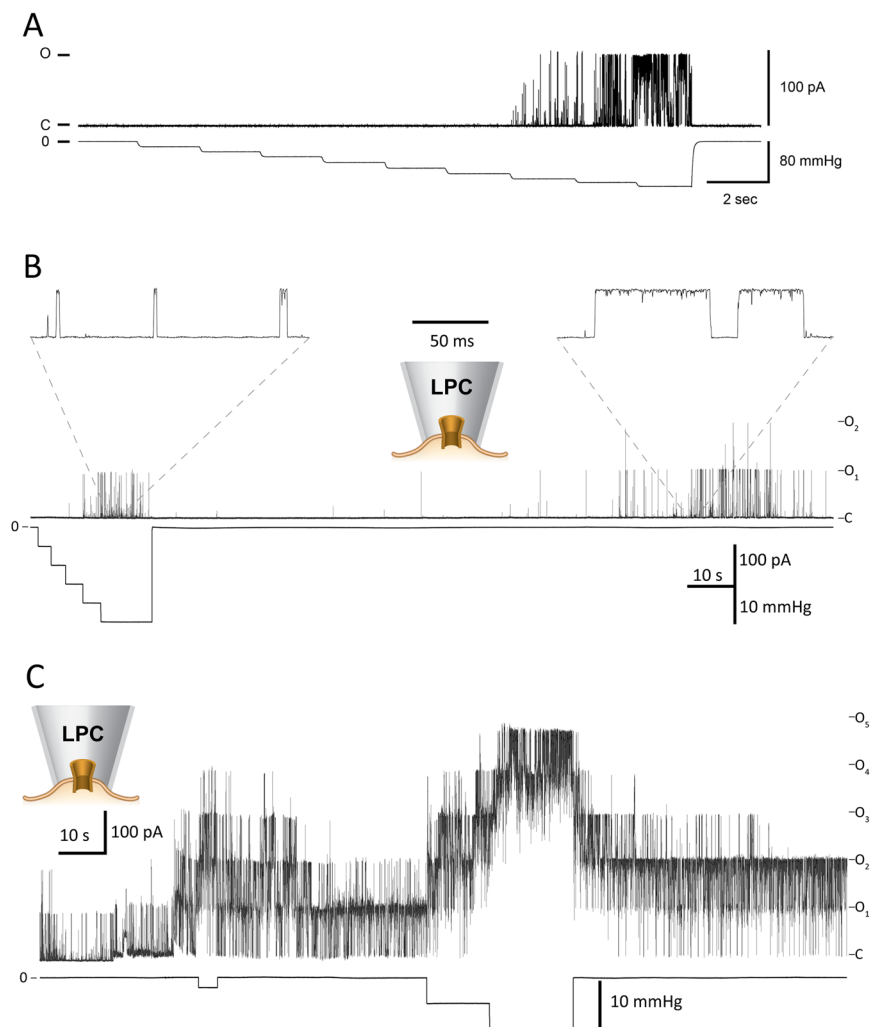 A
O
100 pA
C
0
80 mmHg
2 sec
B
50 ms
LPC
–O₂
–O₁
–C
0
10 s
100 pA
10 mmHg
C
LPC
–O₅
–O₄
10 s
100 pA
–O₃
–O₂
–O₁
–C
0
10 mmHg